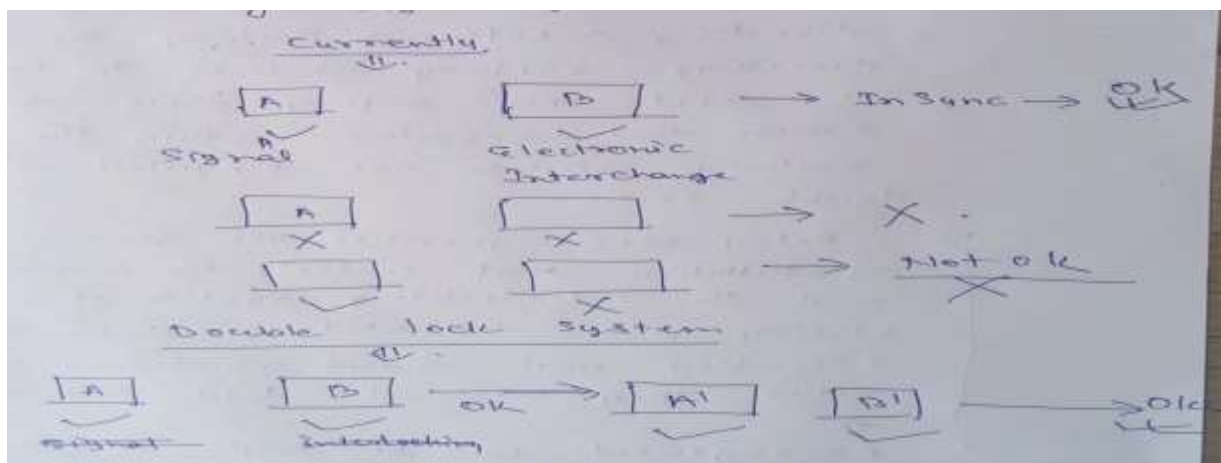 Currently
A B → In Sync → OK
Signal Electronic
Interchange
A → X
→ Not ok
Double lock System
A B OK → A' B' → Ok
Signal Interlocking